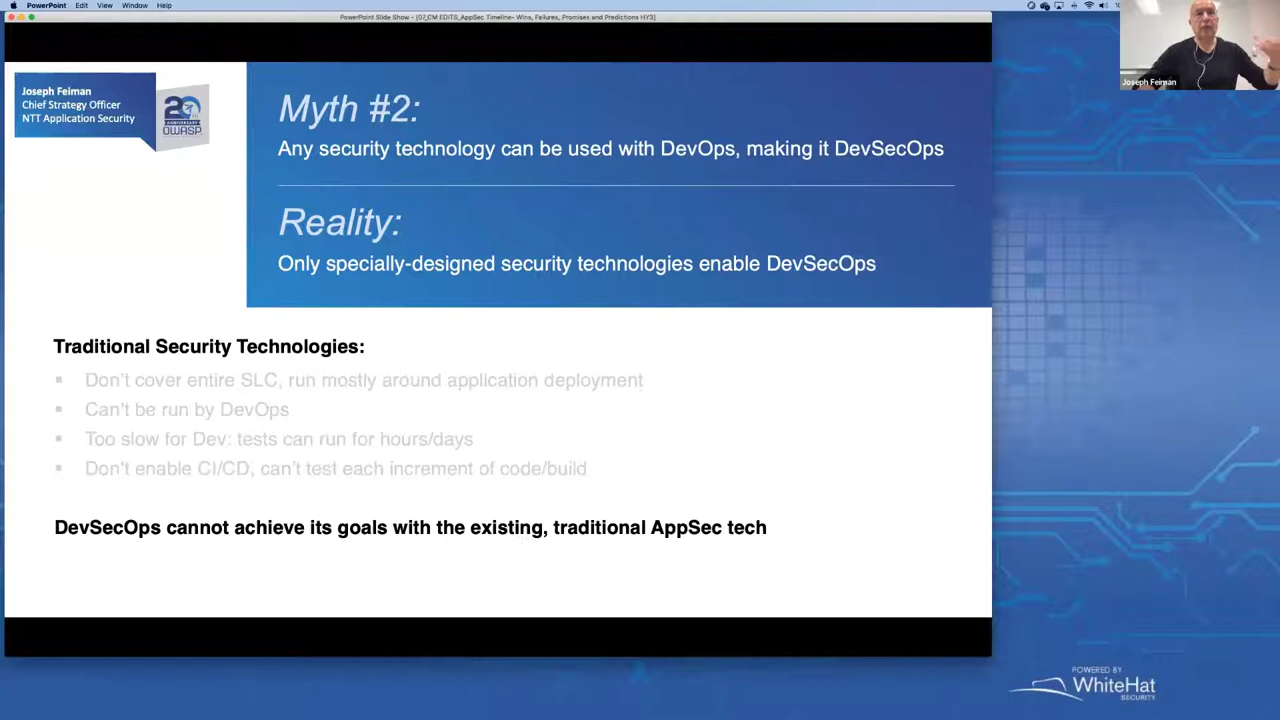 PowerPoint Edit View Window Help
PowerPoint Slide Show - [07_CM EDITS_AppSec Timeline- Wins, Failures, Promises and Predictions HY3]
Joseph Feiman
Chief Strategy Officer
NTT Application Security
20
ANNIVERSARY
OWASP
Myth #2:
Any security technology can be used with DevOps, making it DevSecOps
Reality:
Only specially-designed security technologies enable DevSecOps
Traditional Security Technologies:
▪ Don't cover entire SLC, run mostly around application deployment
▪ Can't be run by DevOps
▪ Too slow for Dev: tests can run for hours/days
▪ Don't enable CI/CD, can't test each increment of code/build
DevSecOps cannot achieve its goals with the existing, traditional AppSec tech
Joseph Feiman
POWERED BY
WhiteHat
SECURITY